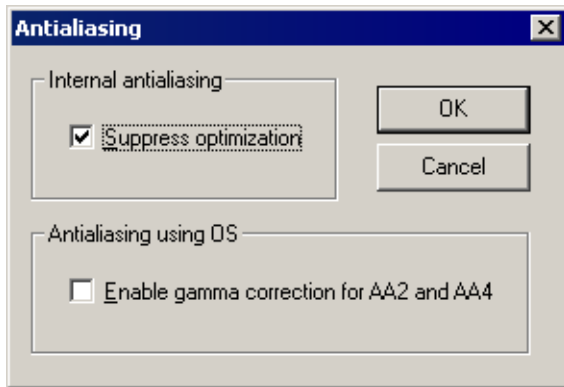 Antialiasing
Internal antialiasing
Suppress optimization
OK
Cancel
Antialiasing using OS
Enable gamma correction for AA2 and AA4